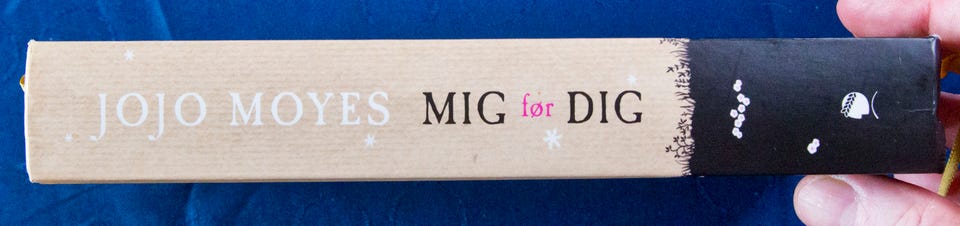 JOJO MOYES MIG før DIG